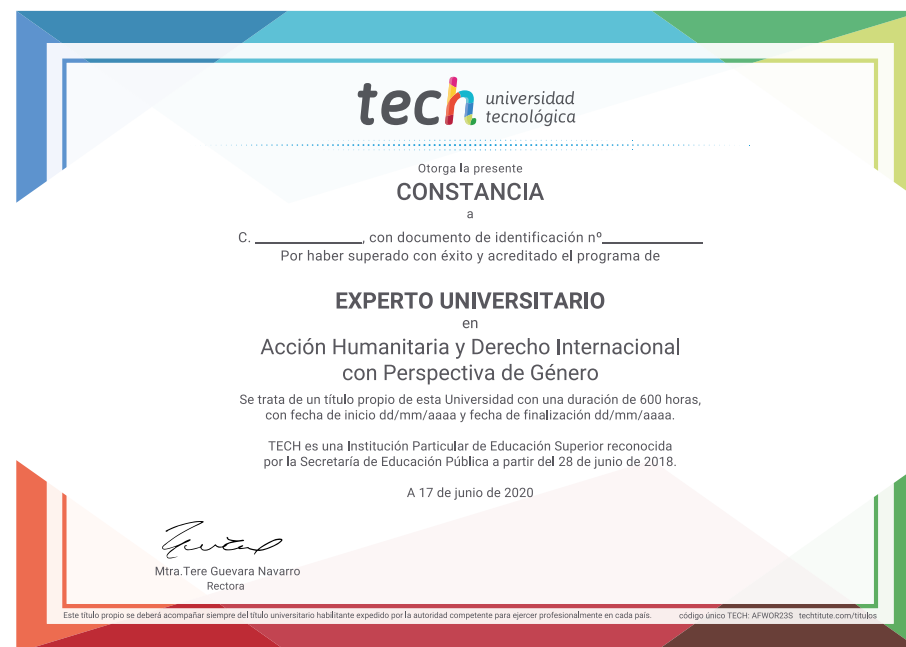 tech universidad
tecnológica
Otorga la presente
CONSTANCIA
a
C. ____________, con documento de identificación nº____________
Por haber superado con éxito y acreditado el programa de
EXPERTO UNIVERSITARIO
en
Acción Humanitaria y Derecho Internacional
con Perspectiva de Género
Se trata de un título propio de esta Universidad con una duración de 600 horas,
con fecha de inicio dd/mm/aaaa y fecha de finalización dd/mm/aaaa.
TECH es una Institución Particular de Educación Superior reconocida
por la Secretaría de Educación Pública a partir del 28 de junio de 2018.
A 17 de junio de 2020
Mtra.Tere Guevara Navarro
Rectora
Este título propio se deberá acompañar siempre del título universitario habilitante expedido por la autoridad competente para ejercer profesionalmente en cada país. código único TECH: AFWOR23S techtitute.com/titulos